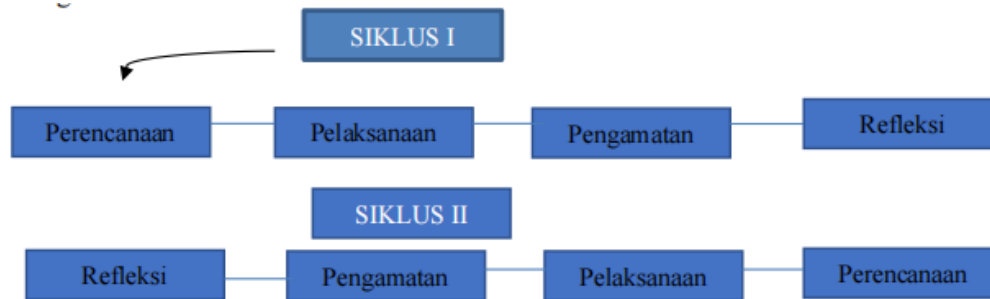 SIKLUS I
Perencanaan Pelaksanaan Pengamatan Refleksi
SIKLUS II
Refleksi Pengamatan Pelaksanaan Perencanaan